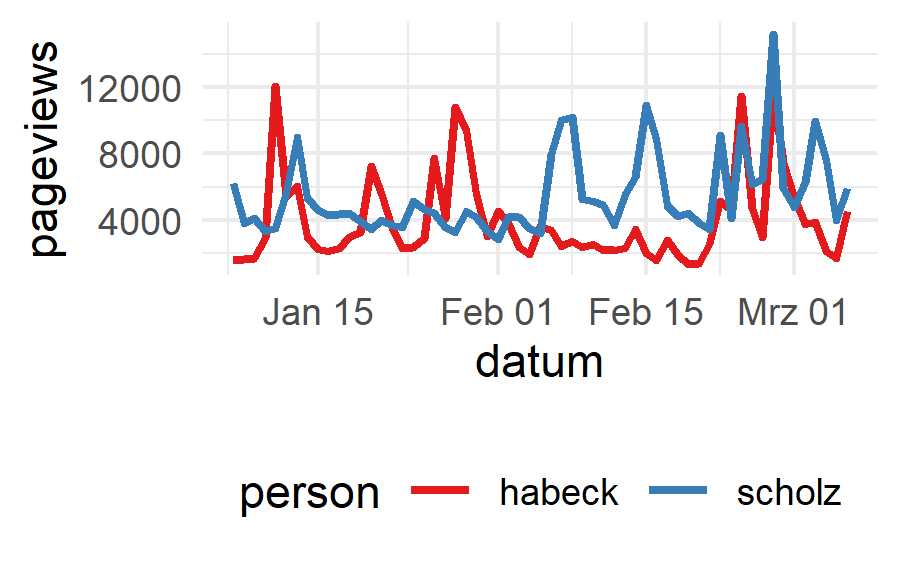 pageviews
12000
8000
4000
Jan 15 Feb 01 Feb 15 Mrz 01
datum
person habeck scholz